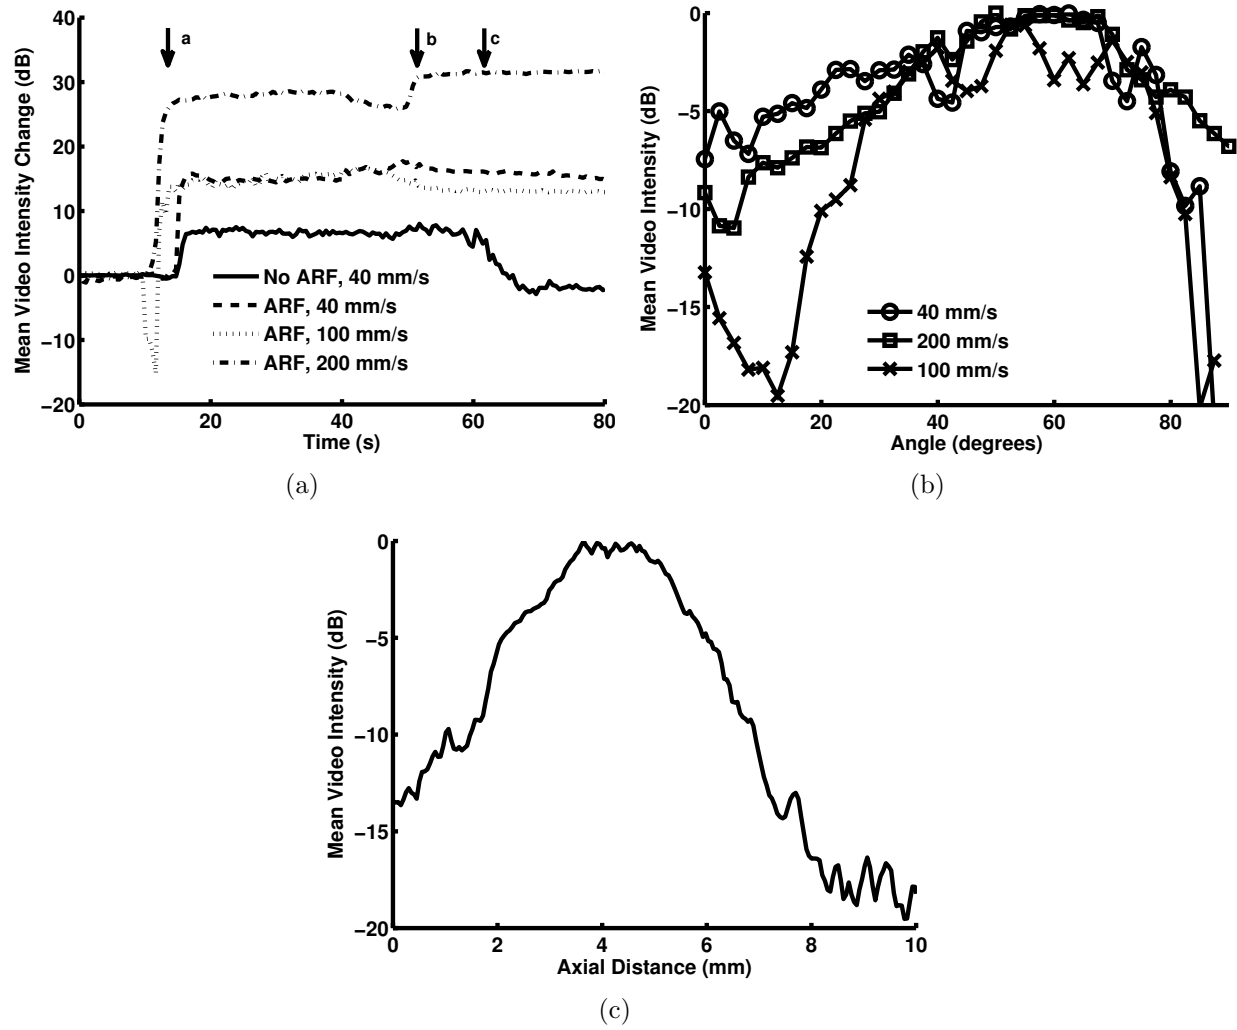 40
30
20
10
0
−10
−20
Mean Video Intensity Change (dB)
a
b
c
No ARF, 40 mm/s
ARF, 40 mm/s
ARF, 100 mm/s
ARF, 200 mm/s
0 20 40 60 80
Time (s)
(a)
0
−5
−10
−15
−20
Mean Video Intensity (dB)
40 mm/s
200 mm/s
100 mm/s
0 20 40 60 80
Angle (degrees)
(b)
0
−5
−10
−15
−20
Mean Video Intensity (dB)
0 2 4 6 8 10
Axial Distance (mm)
(c)